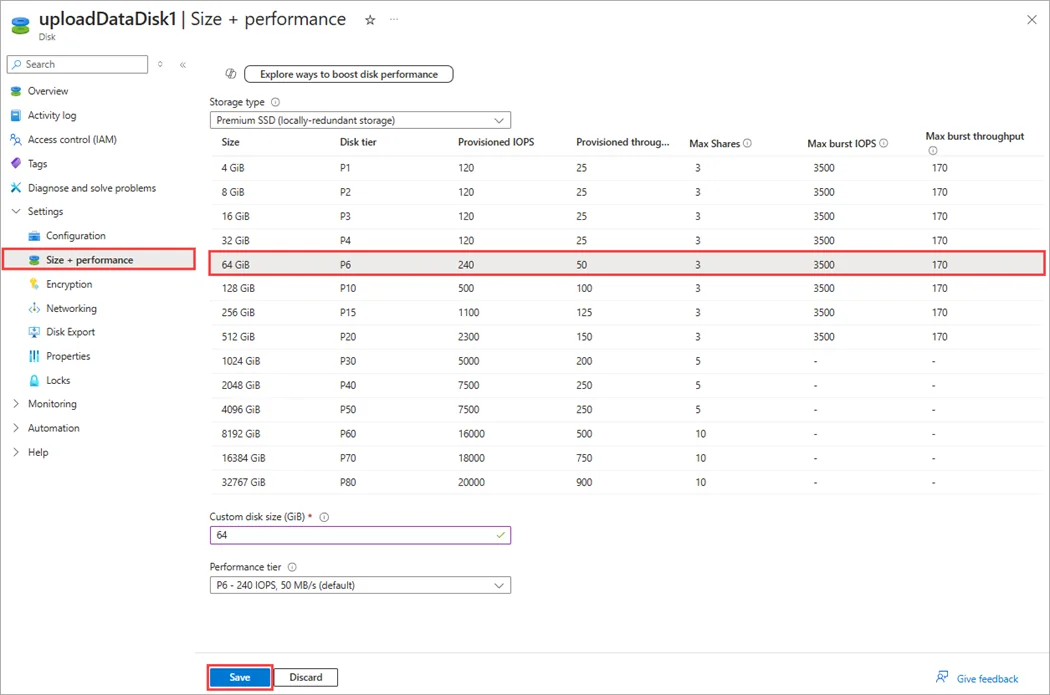 uploadDataDisk1 | Size + performance
Disk
Search
Overview
Activity log
Access control (IAM)
Tags
Diagnose and solve problems
Settings
Configuration
Size + performance
Encryption
Networking
Disk Export
Properties
Locks
Monitoring
Automation
Help
Explore ways to boost disk performance
Storage type
Premium SSD (locally-redundant storage)
Size Disk tier Provisioned IOPS Provisioned throug... Max Shares Max burst IOPS Max burst throughput
4 GiB P1 120 25 3 3500 170
8 GiB P2 120 25 3 3500 170
16 GiB P3 120 25 3 3500 170
32 GiB P4 120 25 3 3500 170
64 GiB P6 240 50 3 3500 170
128 GiB P10 500 100 3 3500 170
256 GiB P15 1100 125 3 3500 170
512 GiB P20 2300 150 3 3500 170
1024 GiB P30 5000 200 5 - -
2048 GiB P40 7500 250 5 - -
4096 GiB P50 7500 250 5 - -
8192 GiB P60 16000 500 10 - -
16384 GiB P70 18000 750 10 - -
32767 GiB P80 20000 900 10 - -
Custom disk size (GiB) *
64
Performance tier
P6 - 240 IOPS, 50 MB/s (default)
Save Discard
Give feedback